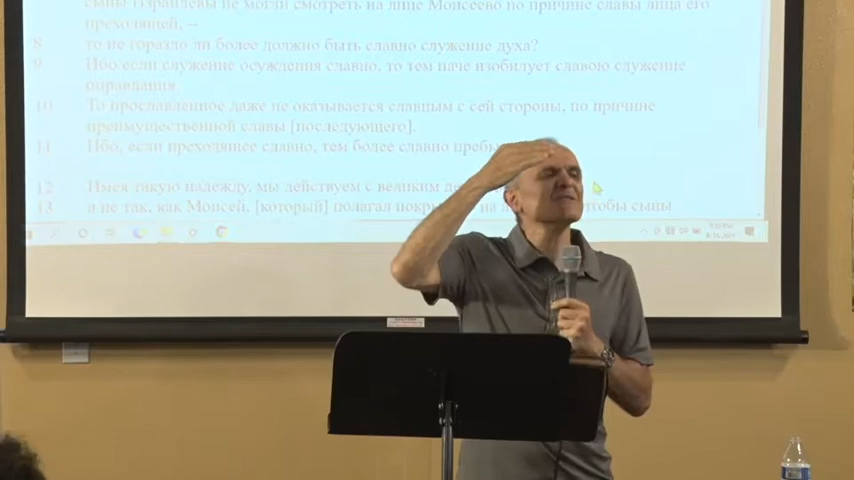 сыны Израилевы не могли смотреть на лице Моисеево по причине славы лица его
преходящей, –
8 то не гораздо ли более должно быть славно служение духа?
9 Ибо если служение осуждения славно, то тем паче изобилует славою служение
оправдания.
10 То прославленное даже не оказывается славным с сей стороны, по причине
преимущественной славы [последующего].
11 Ибо, если преходящее славно, тем более славно
12 Имея такую надежду, мы действуем с великим
13 а не так, как Моисей, [который] полагал на чтобы сыны